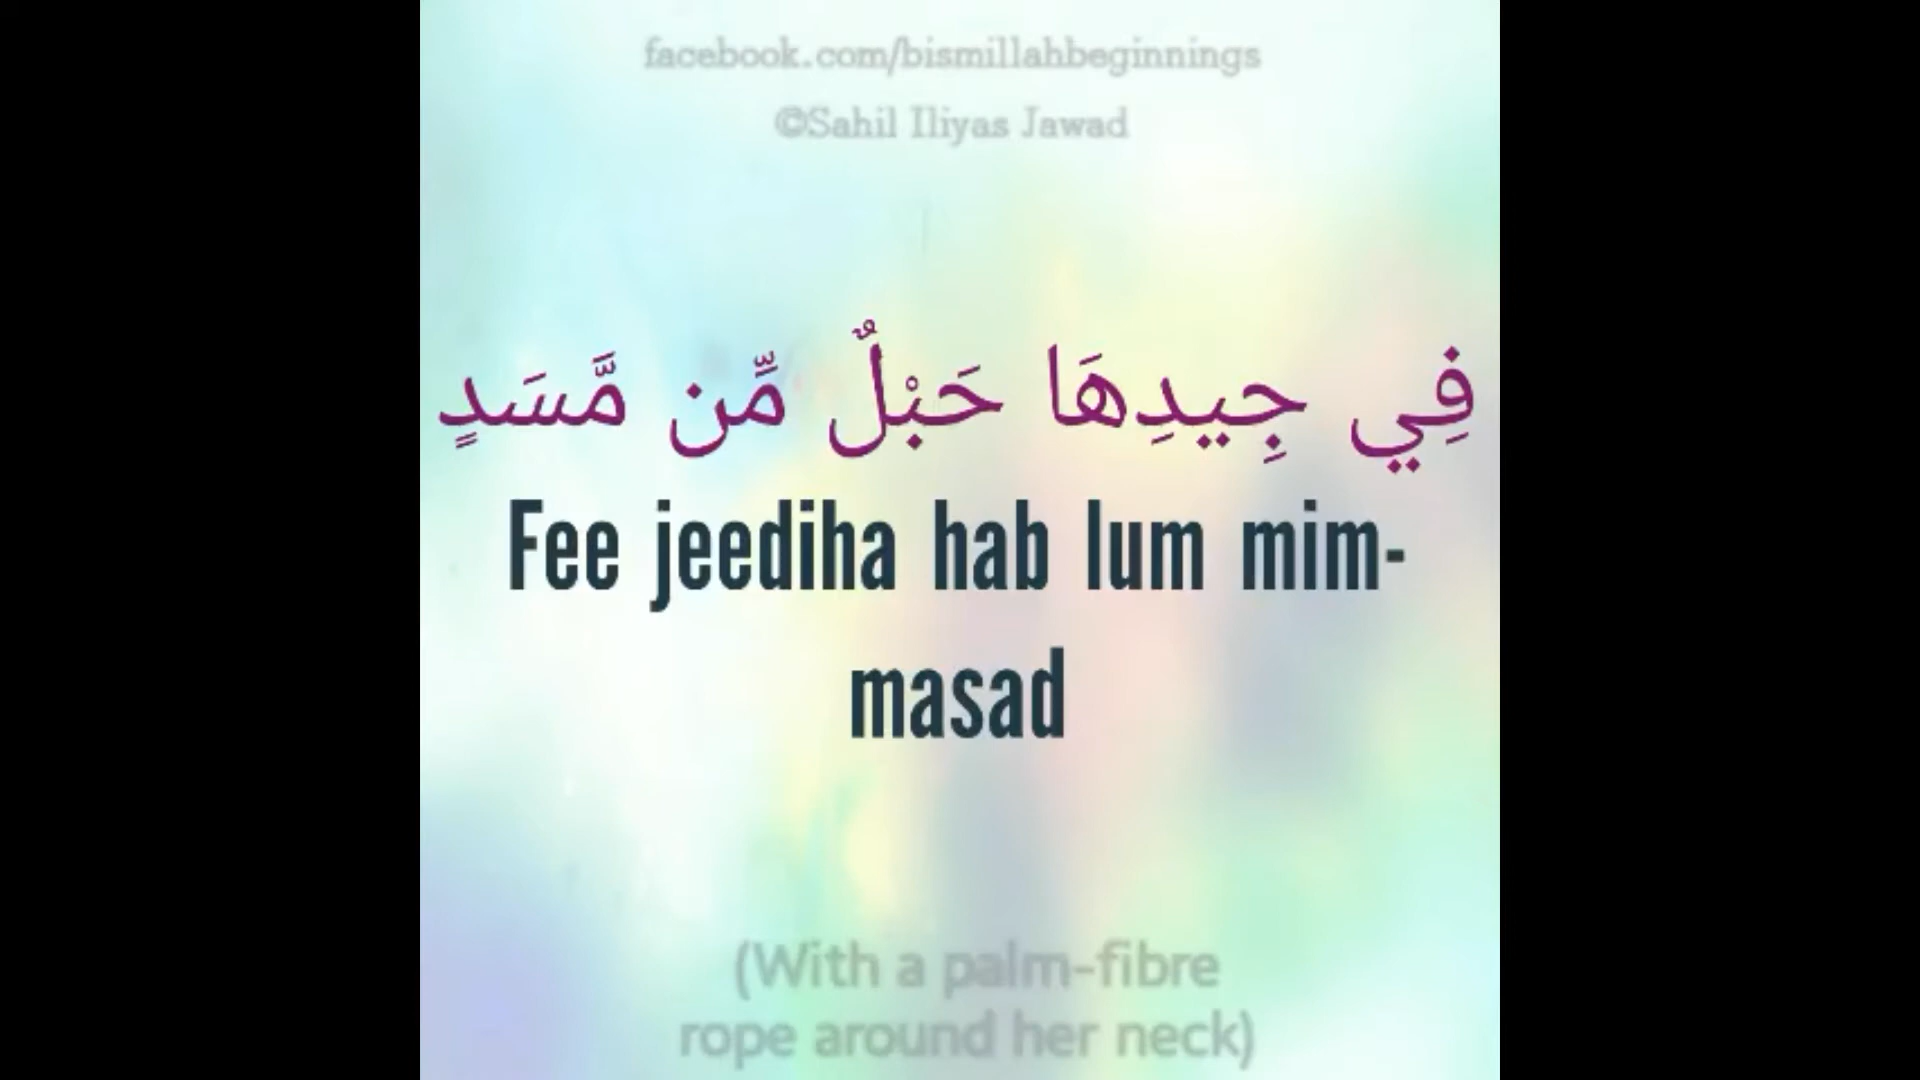 facebook.com/bismillahbeginnings
©Sahil Iliyas Jawad
فِي جِيدِهَا حَبْلٌ مِّن مَّسَدٍ
Fee jeediha hab lum mim-
masad
(With a palm-fibre
rope around her neck)